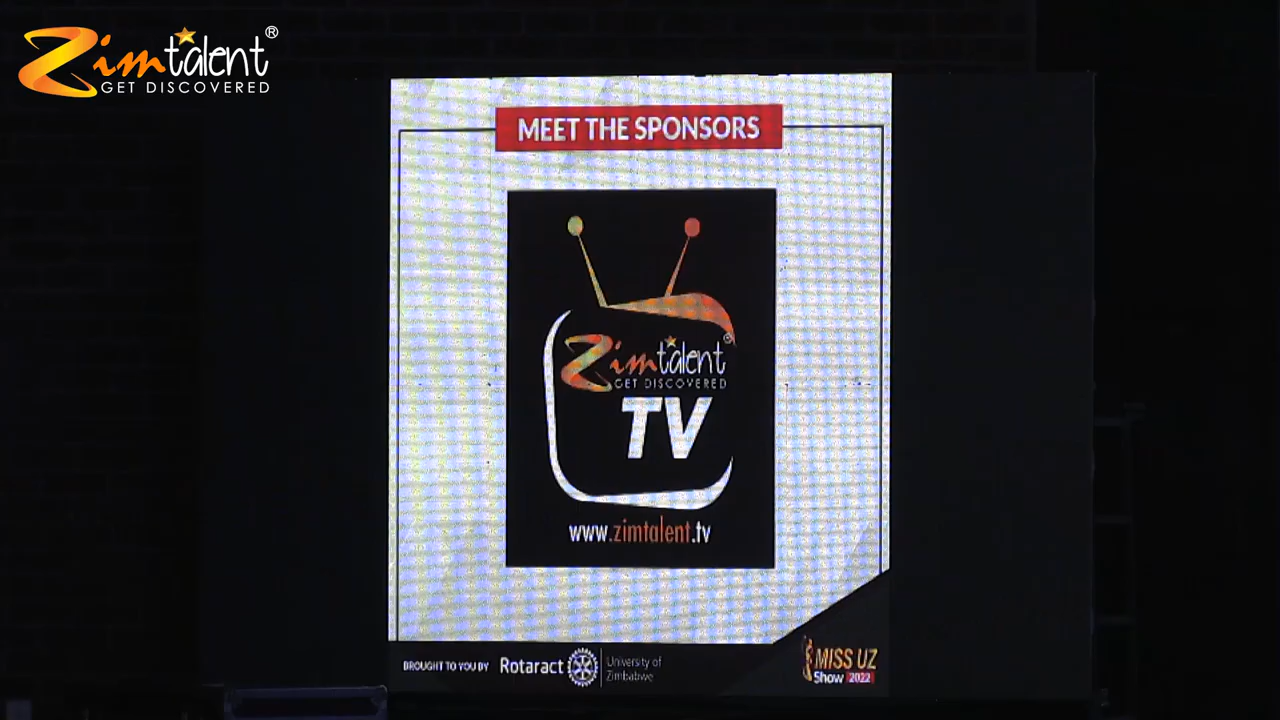 Zimtalent®
GET DISCOVERED
MEET THE SPONSORS
Zimtalent®
GET DISCOVERED
TV
www.zimtalent.tv
BROUGHT TO YOU BY Rotaract University of
Zimbabwe
MISS UZ
Show 2022